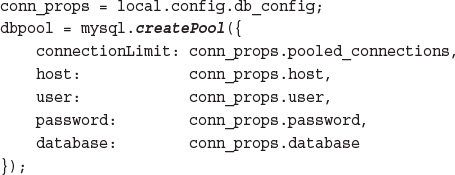 conn_props = local.config.db_config;
dbpool = mysql.createPool({
    connectionLimit: conn_props.pooled_connections,
    host:            conn_props.host,
    user:            conn_props.user,
    password:        conn_props.password,
    database:        conn_props.database
});